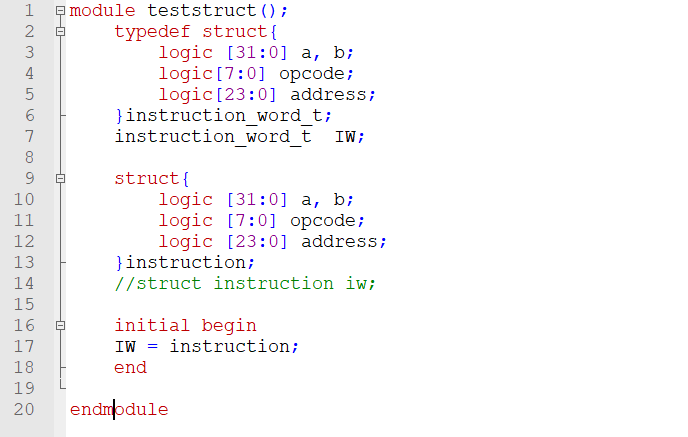 1 module teststruct();
2     typedef struct{
3         logic [31:0] a, b;
4         logic[7:0] opcode;
5         logic[23:0] address;
6     }instruction_word_t;
7     instruction_word_t  IW;
8
9     struct{
10         logic [31:0] a, b;
11         logic [7:0] opcode;
12         logic [23:0] address;
13     }instruction;
14     //struct instruction iw;
15
16     initial begin
17     IW = instruction;
18     end
19
20 endmodule